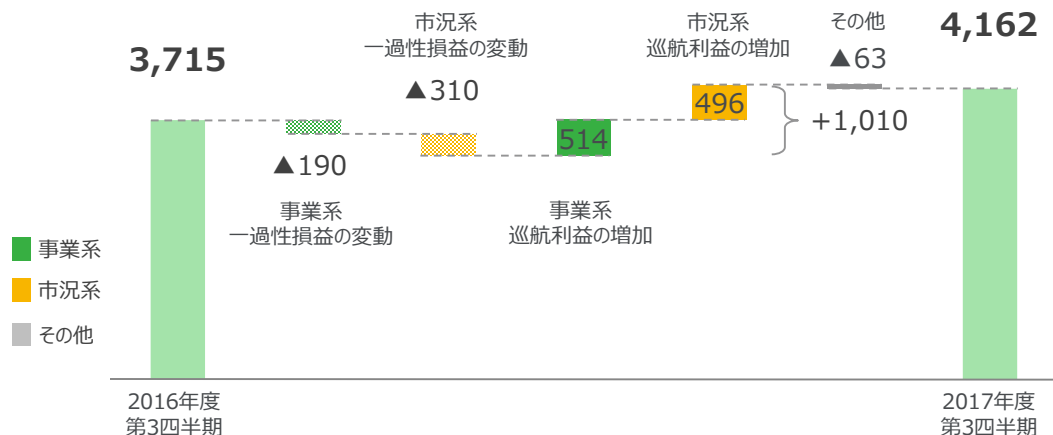 3,715
▲190
事業系
一過性損益の変動
市況系
一過性損益の変動
▲310
514
事業系
巡航利益の増加
市況系
巡航利益の増加
496
+1,010
その他
▲63
4,162
事業系
市況系
その他
2016年度
第3四半期
2017年度
第3四半期